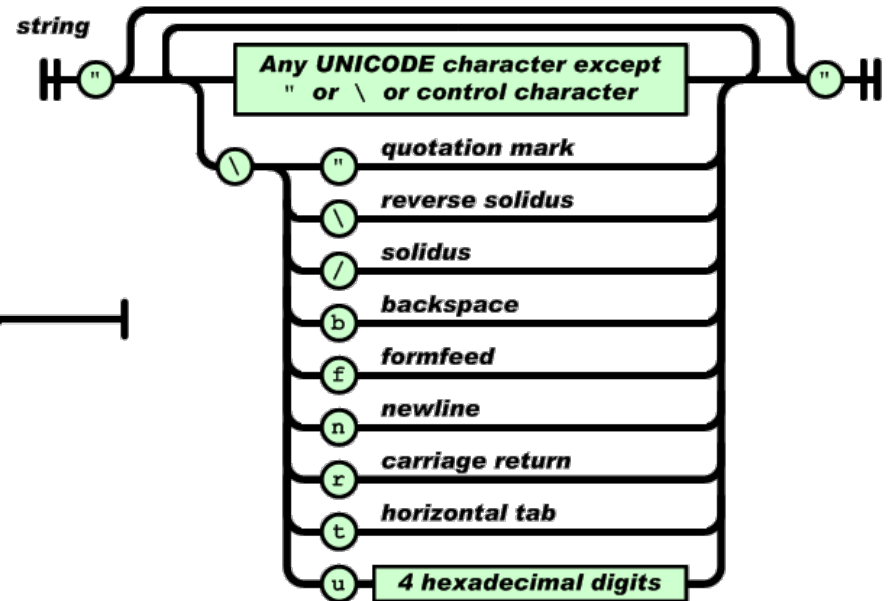 string
" Any UNICODE character except "
" or \ or control character
\ " quotation mark
\ reverse solidus
/ solidus
b backspace
f formfeed
n newline
r carriage return
t horizontal tab
u 4 hexadecimal digits